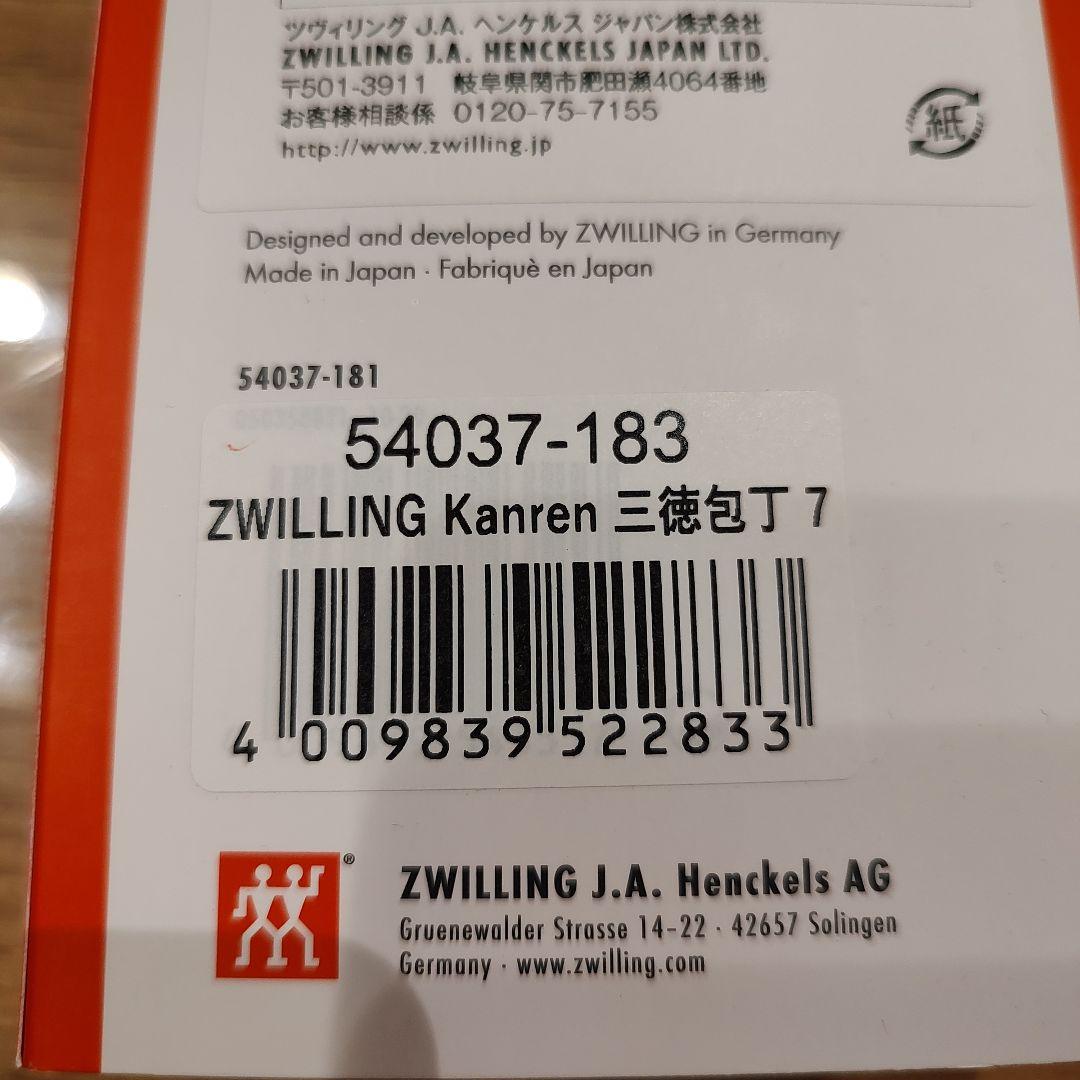 ツヴィリング J.A. ヘンケルス ジャパン株式会社
ZWILLING J.A. HENCKELS JAPAN LTD.
〒501-3911 岐阜県関市肥田瀬4064番地
お客様相談係 0120-75-7155
http://www.zwilling.jp
紙
Designed and developed by ZWILLING in Germany
Made in Japan · Fabriquè en Japan
54037-181
54037-183
ZWILLING Kanren 三徳包丁 7
4 009839 522833
®
ZWILLING J.A. Henckels AG
Gruenewalder Strasse 14-22 · 42657 Solingen
Germany · www.zwilling.com